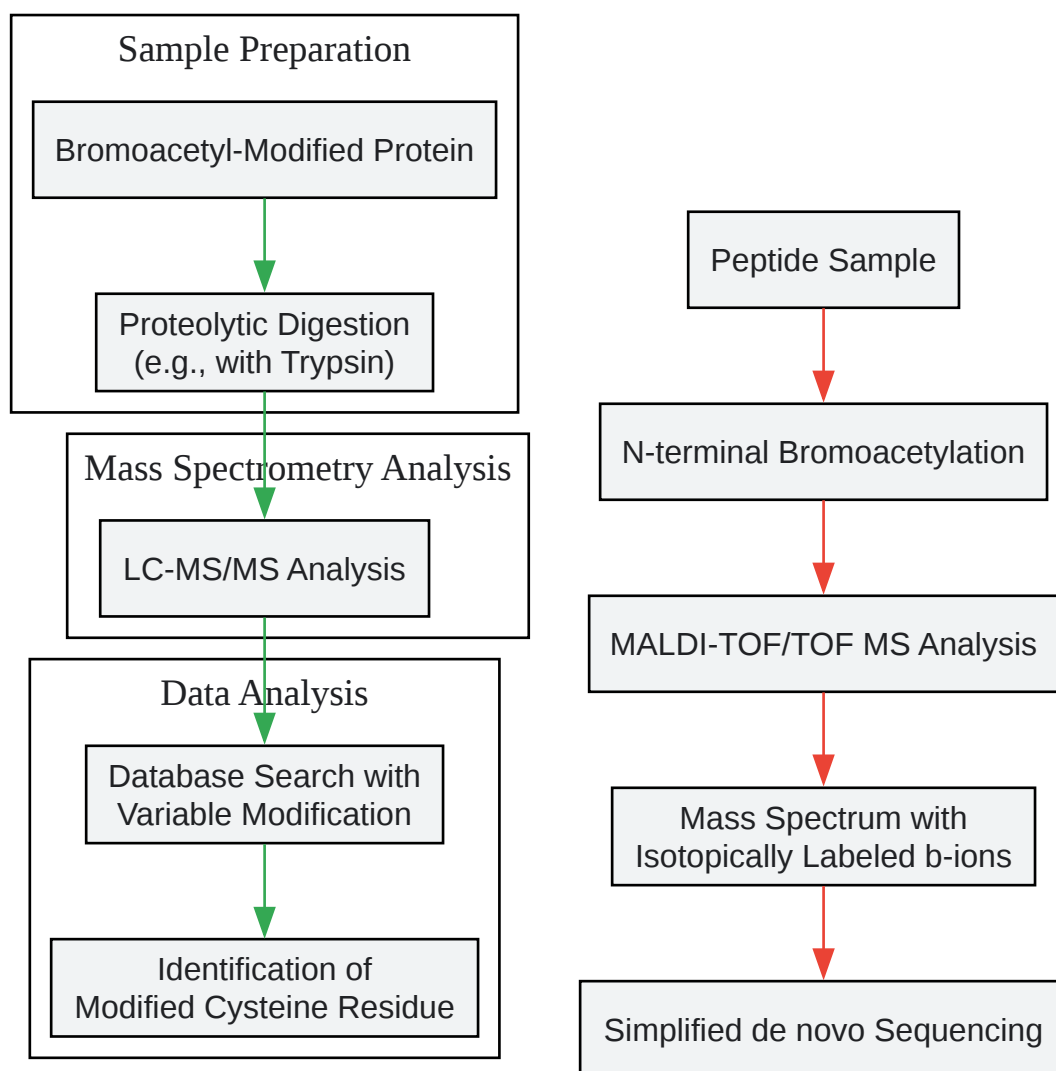 Sample Preparation
Bromoacetyl-Modified Protein
Proteolytic Digestion
(e.g., with Trypsin)
Mass Spectrometry Analysis
LC-MS/MS Analysis
Data Analysis
Database Search with
Variable Modification
Identification of
Modified Cysteine Residue
Peptide Sample
N-terminal Bromoacetylation
MALDI-TOF/TOF MS Analysis
Mass Spectrum with
Isotopically Labeled b-ions
Simplified de novo Sequencing